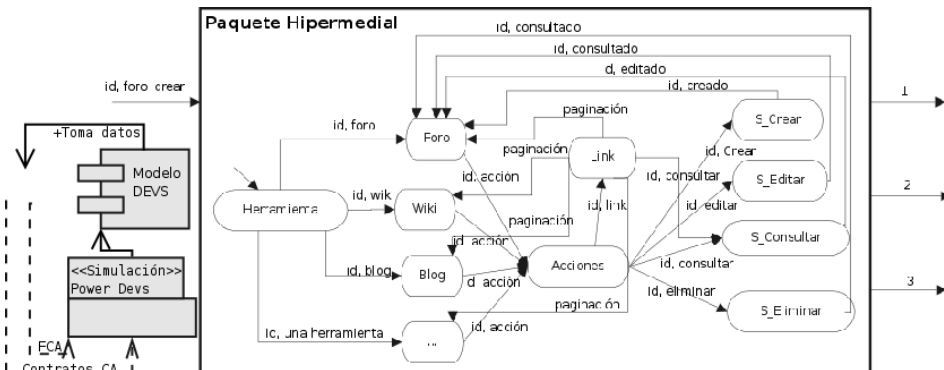 Paquete Hipermedial
id, consultaco
id, consultado
d, editado
id, creado
id, foro crear
1
+Toma datos
id, foro
paginación
S_Crear
Foro
paginación
Link
id, Crear
Modelo
DEVS
id, acción
id, consultar
S_Editar
id, wik
Herramienta
Wiki
paginación
id, link
id, editar
2
S_Consultar
id, acción
<<Simulación>>
Power Devs
id, blog
Blog
d acción
Acciones
id, consultar
3
id, eliminar
paginación
S_Eliminar
id, una herramienta
...
id, acción
ECA
Contratos CA